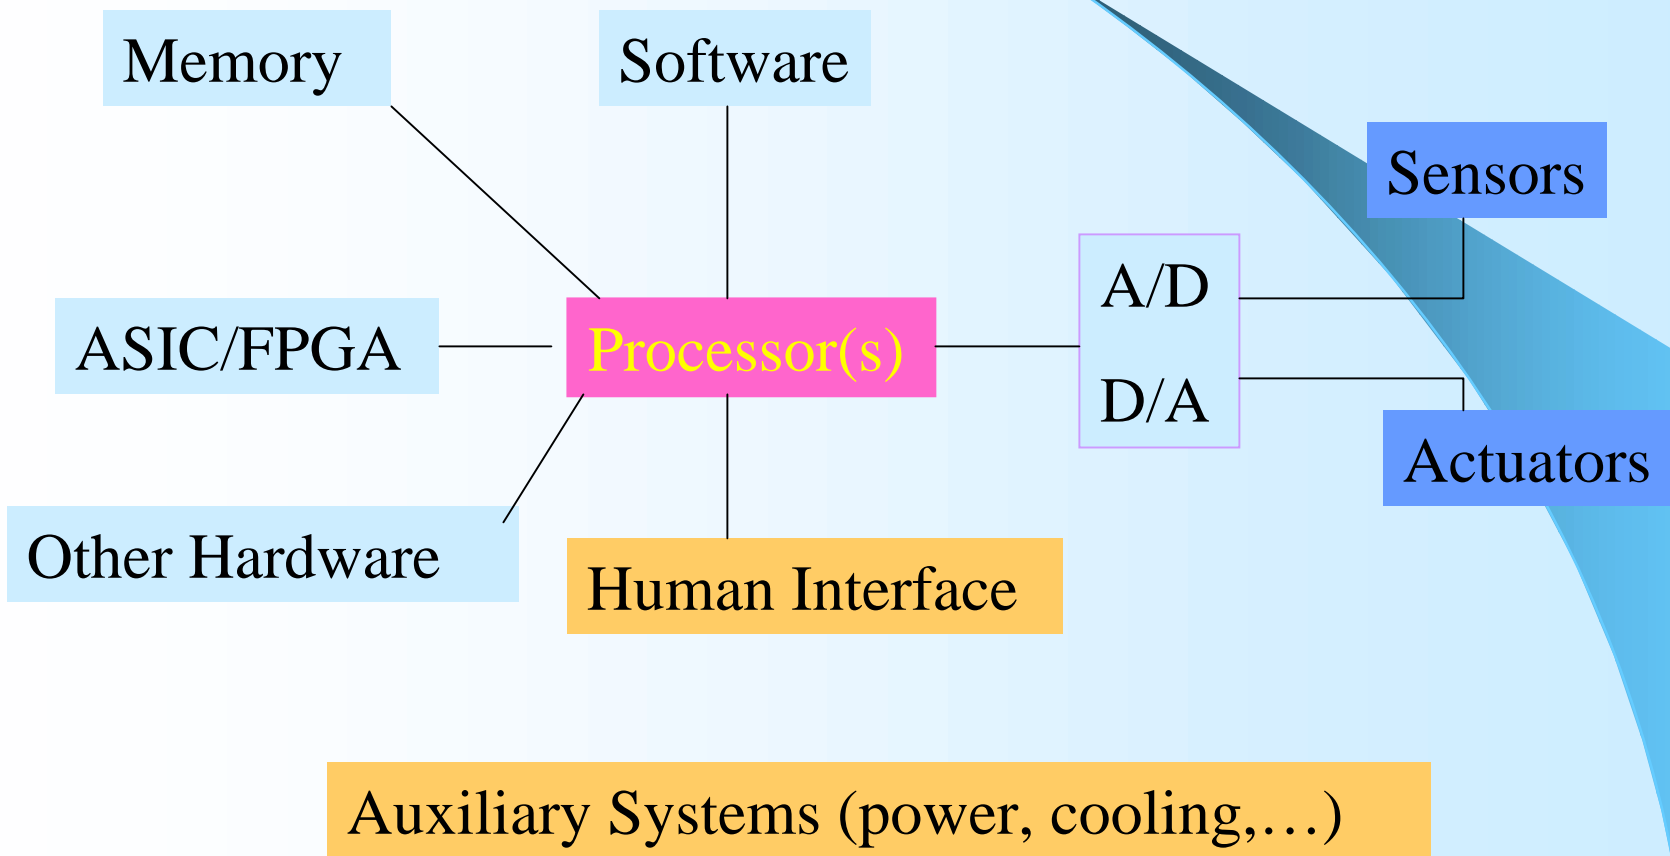 Memory
Software
Sensors
A/D
ASIC/FPGA
Processor(s)
D/A
Actuators
Other Hardware
Human Interface
Auxiliary Systems (power, cooling,…)